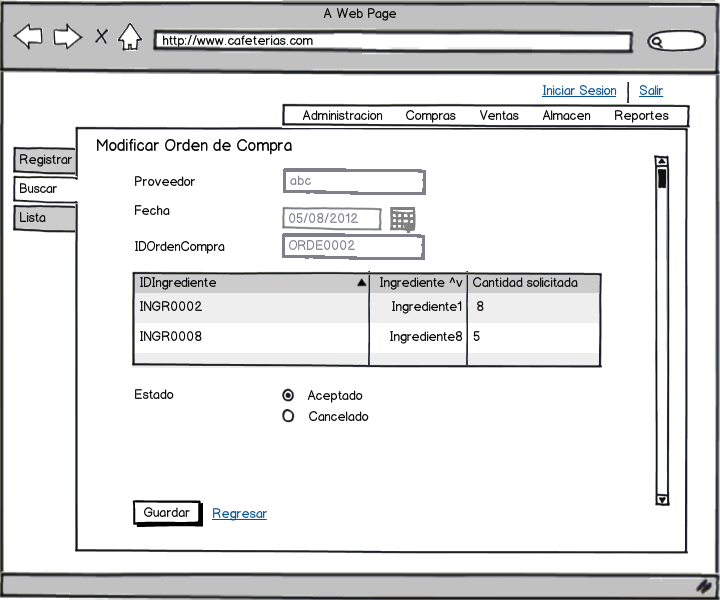 A Web Page
http://www.cafeterias.com
Iniciar Sesion Salir
Administracion Compras Ventas Almacen Reportes
Modificar Orden de Compra
Registrar
Buscar
Lista
Proveedor abc
Fecha 05/08/2012
IDOrdenCompra ORDE0002
IDIngrediente Ingrediente ^v Cantidad solicitada
INGR0002 Ingrediente1 8
INGR0008 Ingrediente8 5
Estado Aceptado
Cancelado
Guardar Regresar